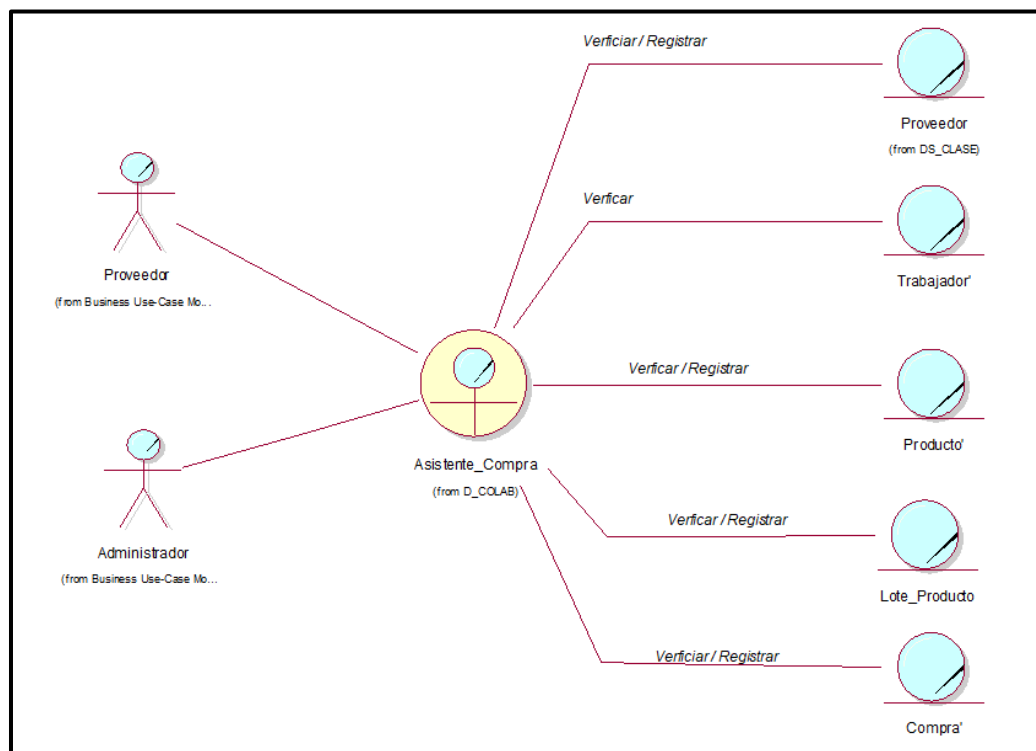 Verficiar / Registrar
Proveedor
(from DS_CLASE)
Verficar
Trabajador'
Proveedor
(from Business Use-Case Mo...
Verficar / Registrar
Producto'
Asistente_Compra
(from D_COLAB)
Administrador
(from Business Use-Case Mo...
Verficar / Registrar
Lote_Producto
Verficiar / Registrar
Compra'